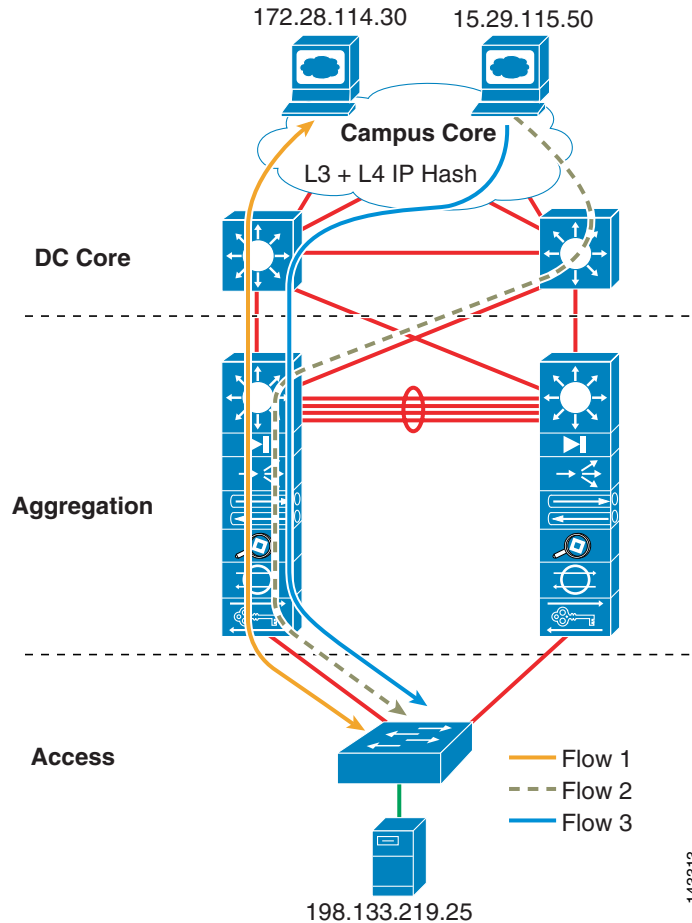 172.28.114.30
15.29.115.50
Campus Core
L3 + L4 IP Hash
DC Core
Aggregation
Access
Flow 1
Flow 2
Flow 3
198.133.219.25